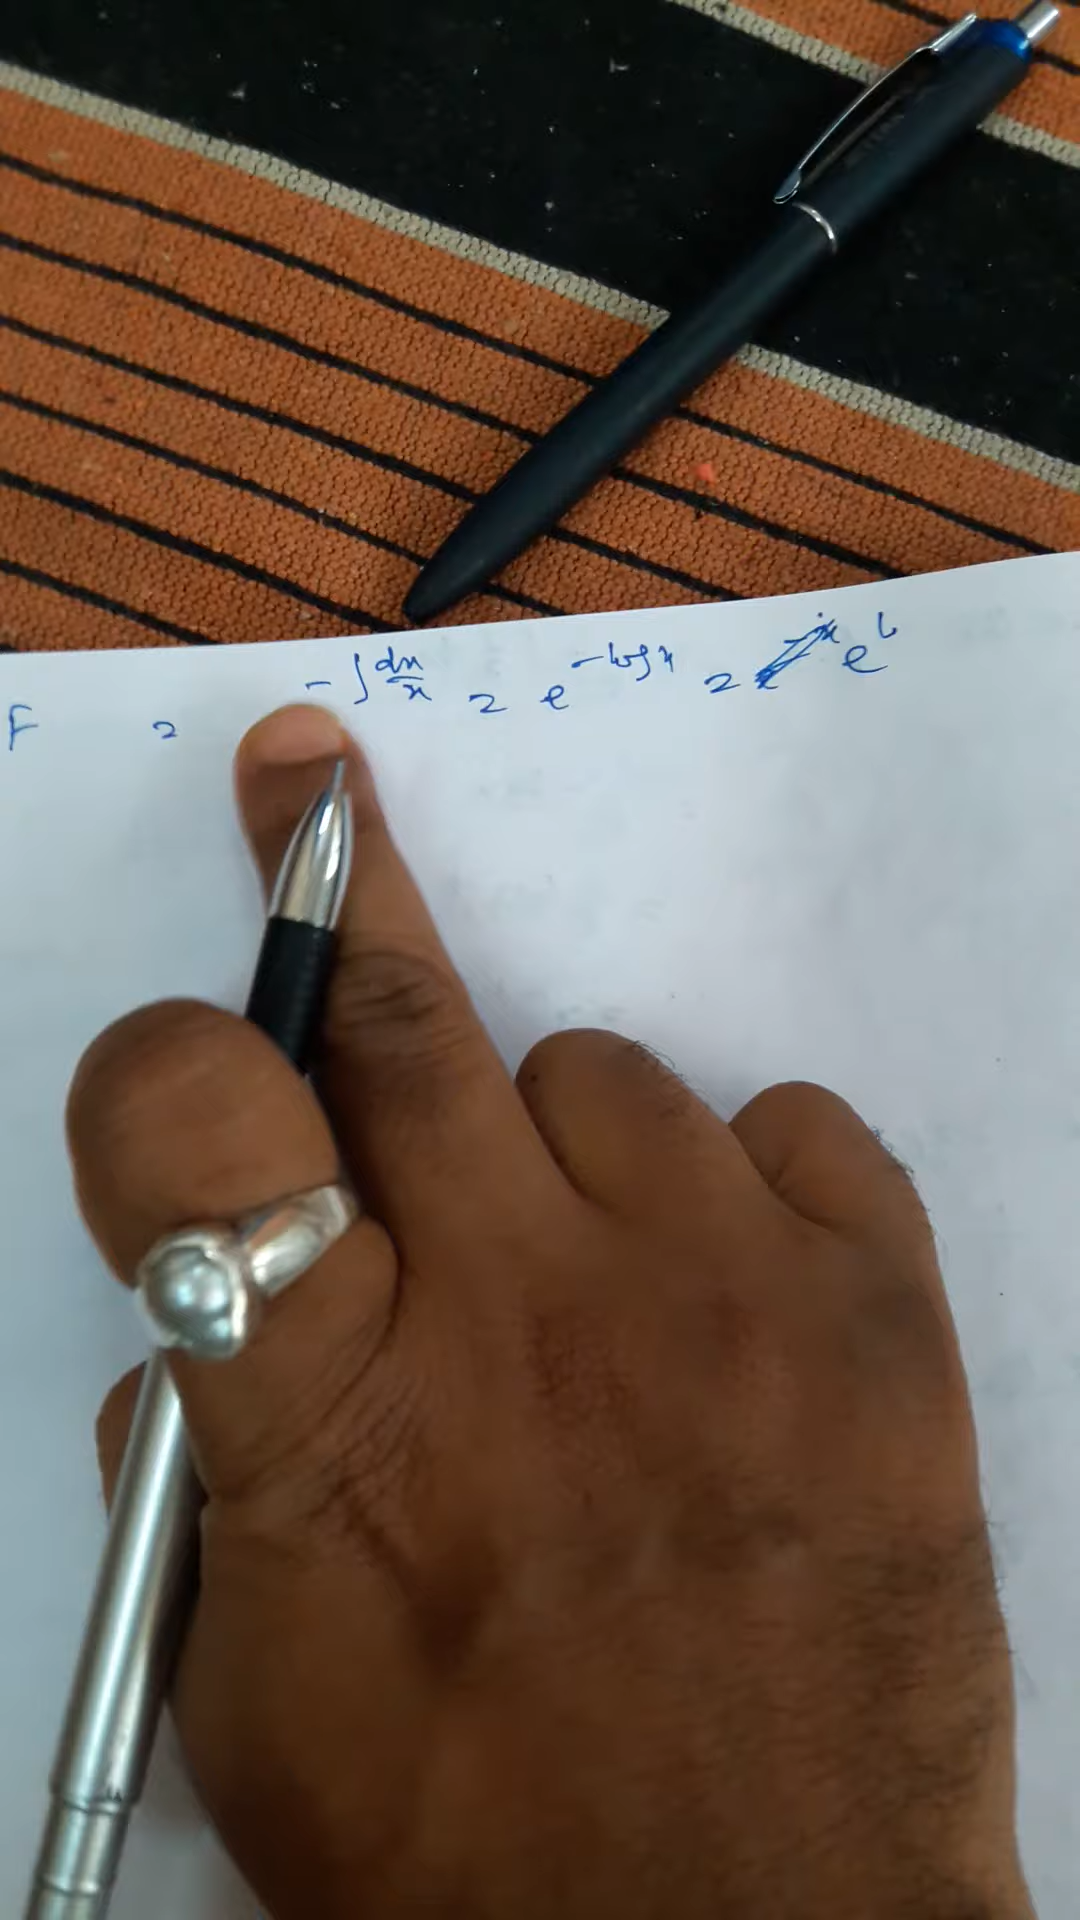 F = -∫dx/x = e^-log x = e^l